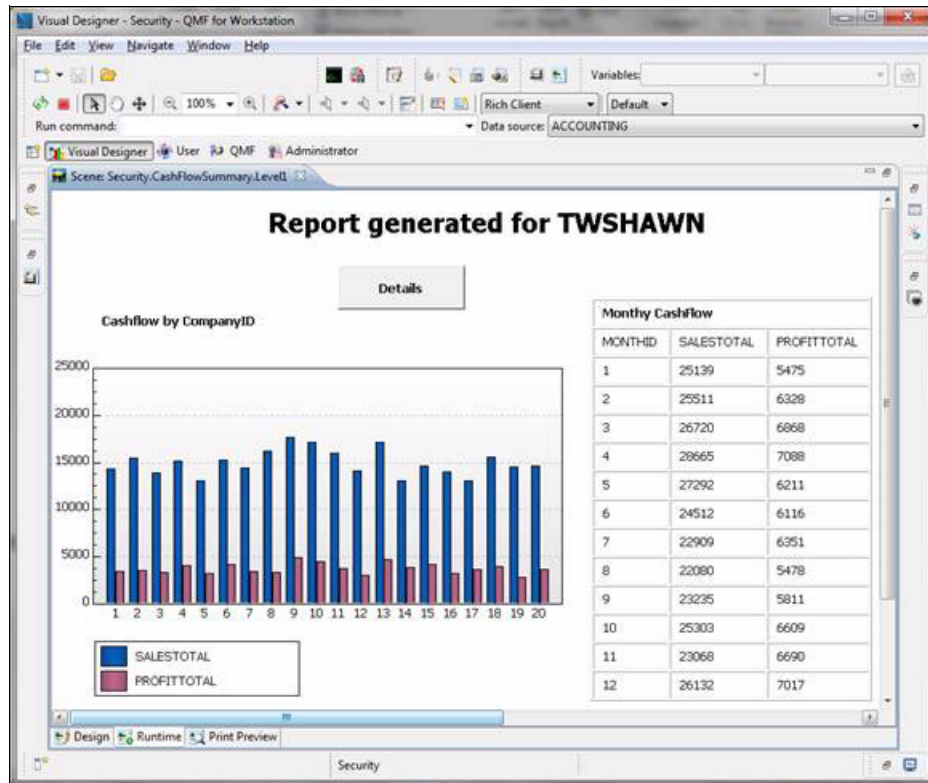 Visual Designer - Security - QMF for Workstation
File Edit View Navigate Window Help
Variables:
100% Rich Client Default
Run command: Data source: ACCOUNTING
Visual Designer User QMF Administrator
Scene: Security.CashFlowSummary.Level1
Report generated for TWSHAWN
Details
Cashflow by CompanyID
25000
20000
15000
10000
5000
0
1 2 3 4 5 6 7 8 9 10 11 12 13 14 15 16 17 18 19 20
SALESTOTAL
PROFITTOTAL
Monthy CashFlow
MONTHID SALESTOTAL PROFITTOTAL
1 25139 5475
2 25511 6328
3 26720 6868
4 28665 7088
5 27292 6211
6 24512 6116
7 22909 6351
8 22080 5478
9 23235 5811
10 25303 6609
11 23068 6690
12 26132 7017
Design Runtime Print Preview
Security